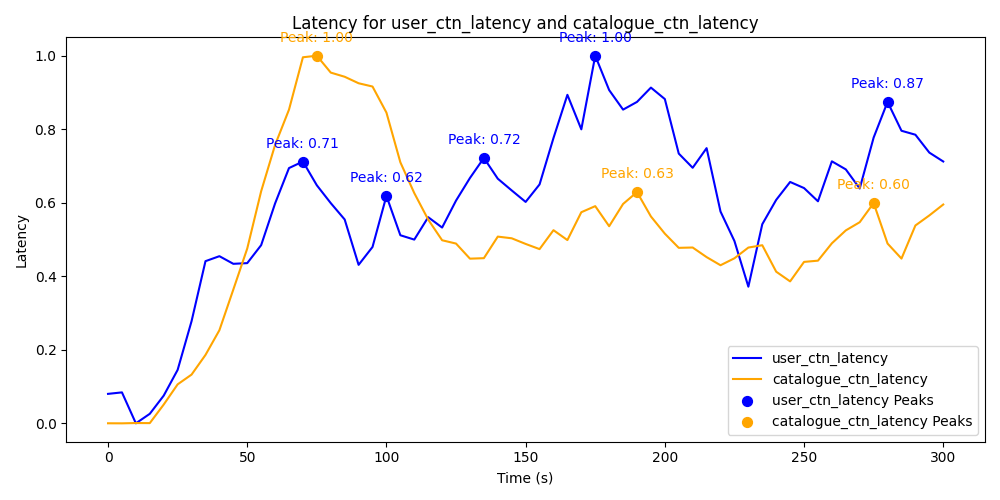 Latency for user_ctn_latency and catalogue_ctn_latency
Peak: 1.00
Peak: 1.00
Peak: 0.87
Peak: 0.71
Peak: 0.72
Peak: 0.62
Peak: 0.63
Peak: 0.60
1.0
0.8
0.6
0.4
0.2
0.0
Latency
user_ctn_latency
catalogue_ctn_latency
user_ctn_latency Peaks
catalogue_ctn_latency Peaks
0 50 100 150 200 250 300
Time (s)